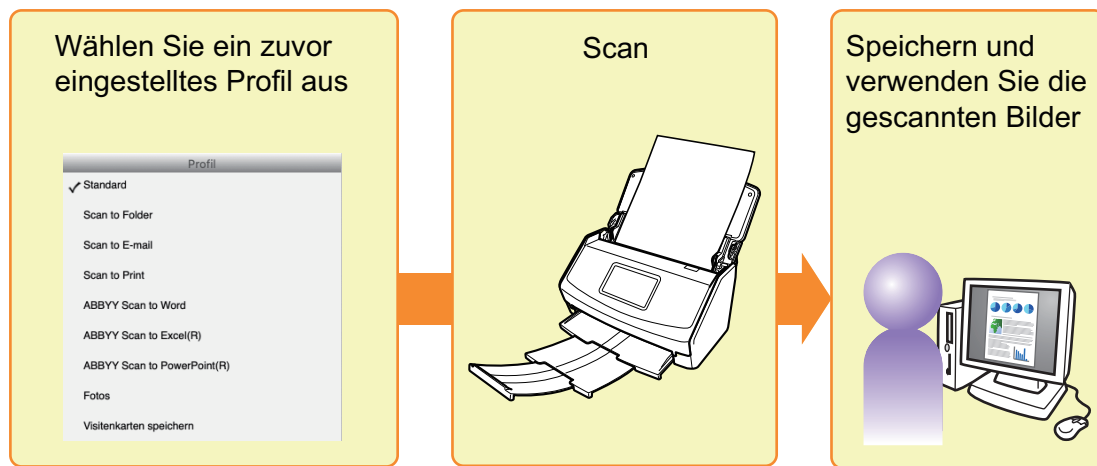 Wählen Sie ein zuvor
eingestelltes Profil aus
Profil
Standard
Scan to Folder
Scan to E-mail
Scan to Print
ABBYY Scan to Word
ABBYY Scan to Excel(R)
ABBYY Scan to PowerPoint(R)
Fotos
Visitenkarten speichern
Scan
Speichern und
verwenden Sie die
gescannten Bilder